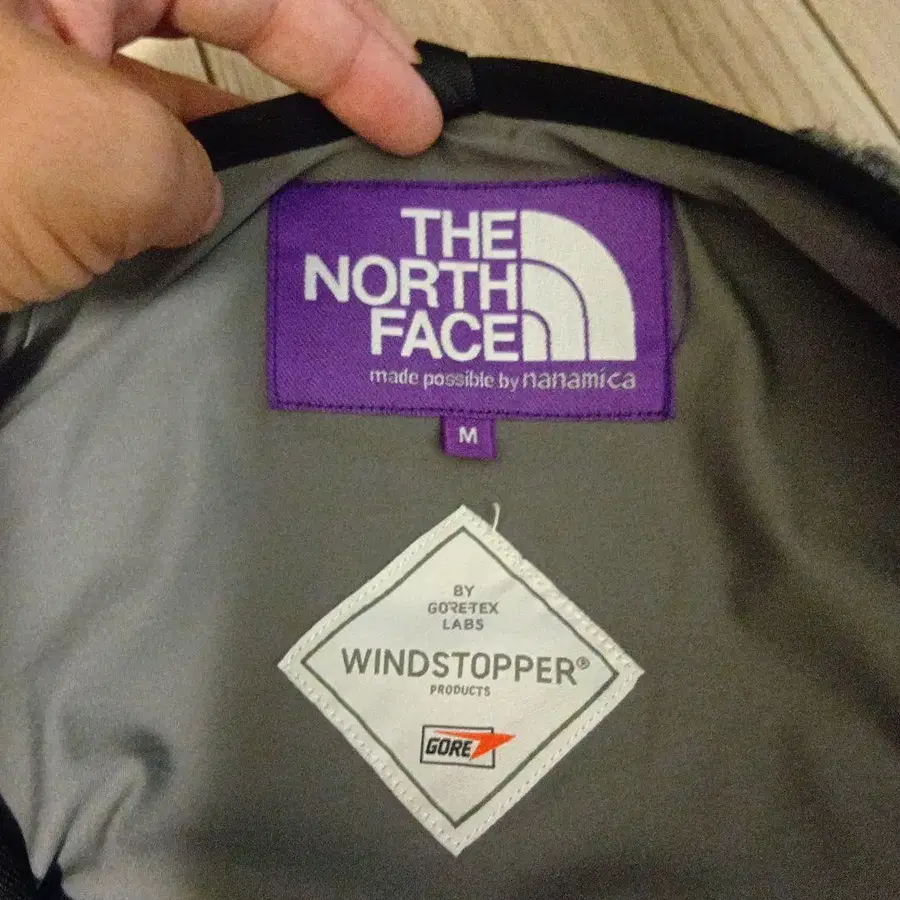 THE
NORTH
FACE
made possible by nanamica
M
BY
GORE-TEX
LABS
WINDSTOPPER®
PRODUCTS
GORE